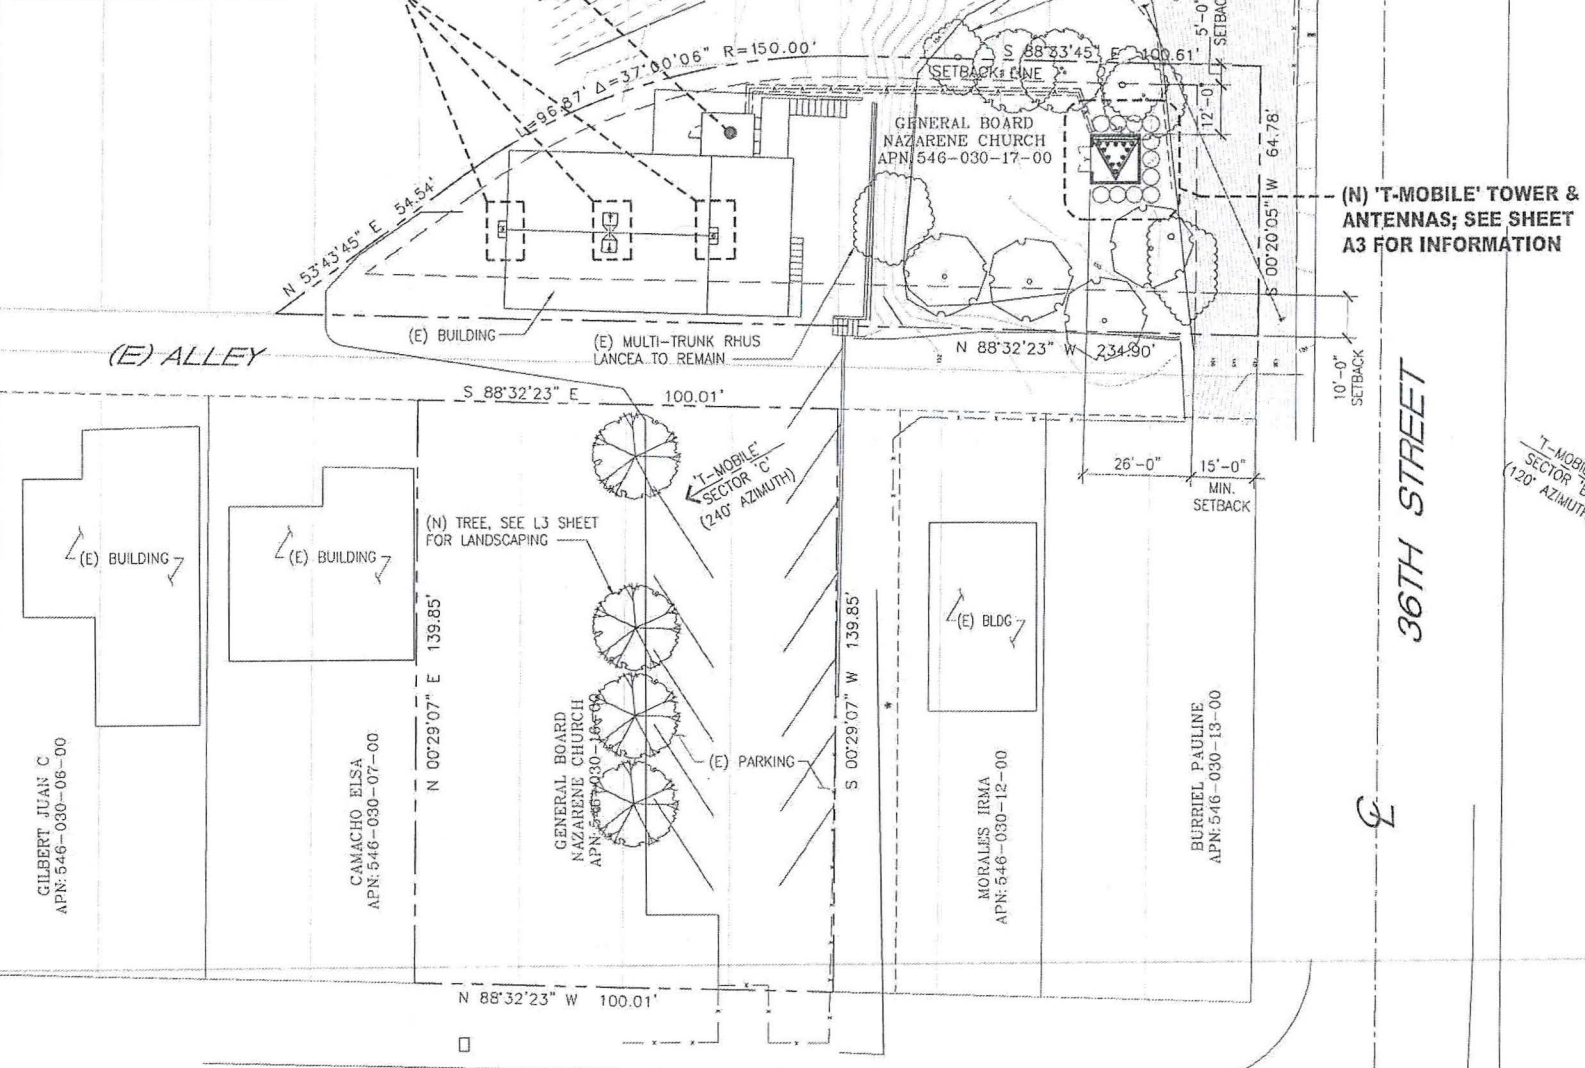 5'-0"
SETBACK
S 88°33'45" E 100.61'
SETBACK LINE
L=96.87' Δ=37°00'06" R=150.00'
12'-0"
GENERAL BOARD
NAZARENE CHURCH
APN 546-030-17-00
S 00°20'05" W 64.78'
(N) 'T-MOBILE' TOWER &
ANTENNAS; SEE SHEET
A3 FOR INFORMATION
N 53°43'45" E 54.54'
(E) BUILDING
(E) MULTI-TRUNK RHUS
LANCEA TO REMAIN
N 88°32'23" W 234.90'
10'-0"
SETBACK
(E) ALLEY
S 88°32'23" E 100.01'
36TH STREET
'T-MOBILE'
SECTOR 'C'
(240° AZIMUTH)
26'-0"
15'-0"
MIN.
SETBACK
SECTOR
(120° AZIMUTH
(N) TREE, SEE L3 SHEET
FOR LANDSCAPING
(E) BUILDING
(E) BUILDING
(E) BLDG
N 00°29'07" E 139.85'
S 00°29'07" W 139.85'
(E) PARKING
GILBERT JUAN C
APN: 546-030-06-00
CAMACHO ELSA
APN: 546-030-07-00
GENERAL BOARD
NAZARENE CHURCH
APN: 546-030-16-00
MORALES IRMA
APN: 546-030-12-00
BURRIEL PAULINE
APN: 546-030-13-00
N 88°32'23" W 100.01'